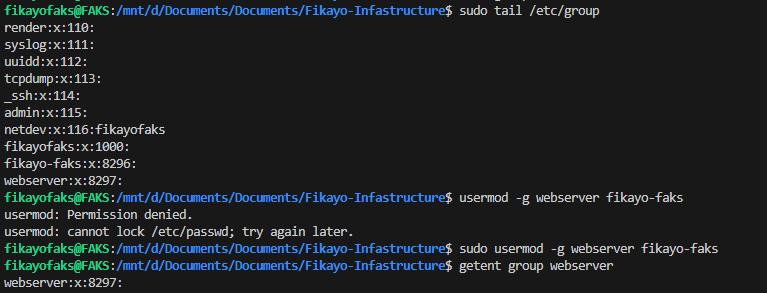 fikayofaks@FAKS:/mnt/d/Documents/Documents/Fikayo-Infastructure$ sudo tail /etc/group
render:x:110:
syslog:x:111:
uuidd:x:112:
tcpdump:x:113:
_ssh:x:114:
admin:x:115:
netdev:x:116:fikayofaks
fikayofaks:x:1000:
fikayo-faks:x:8296:
webserver:x:8297:
fikayofaks@FAKS:/mnt/d/Documents/Documents/Fikayo-Infrastructure$ usermod -g webserver fikayo-faks
usermod: Permission denied.
usermod: cannot lock /etc/passwd; try again later.
fikayofaks@FAKS:/mnt/d/Documents/Documents/Fikayo-Infastructure$ sudo usermod -g webserver fikayo-faks
fikayofaks@FAKS:/mnt/d/Documents/Documents/Fikayo-Infastructure$ getent group webserver
webserver:x:8297: